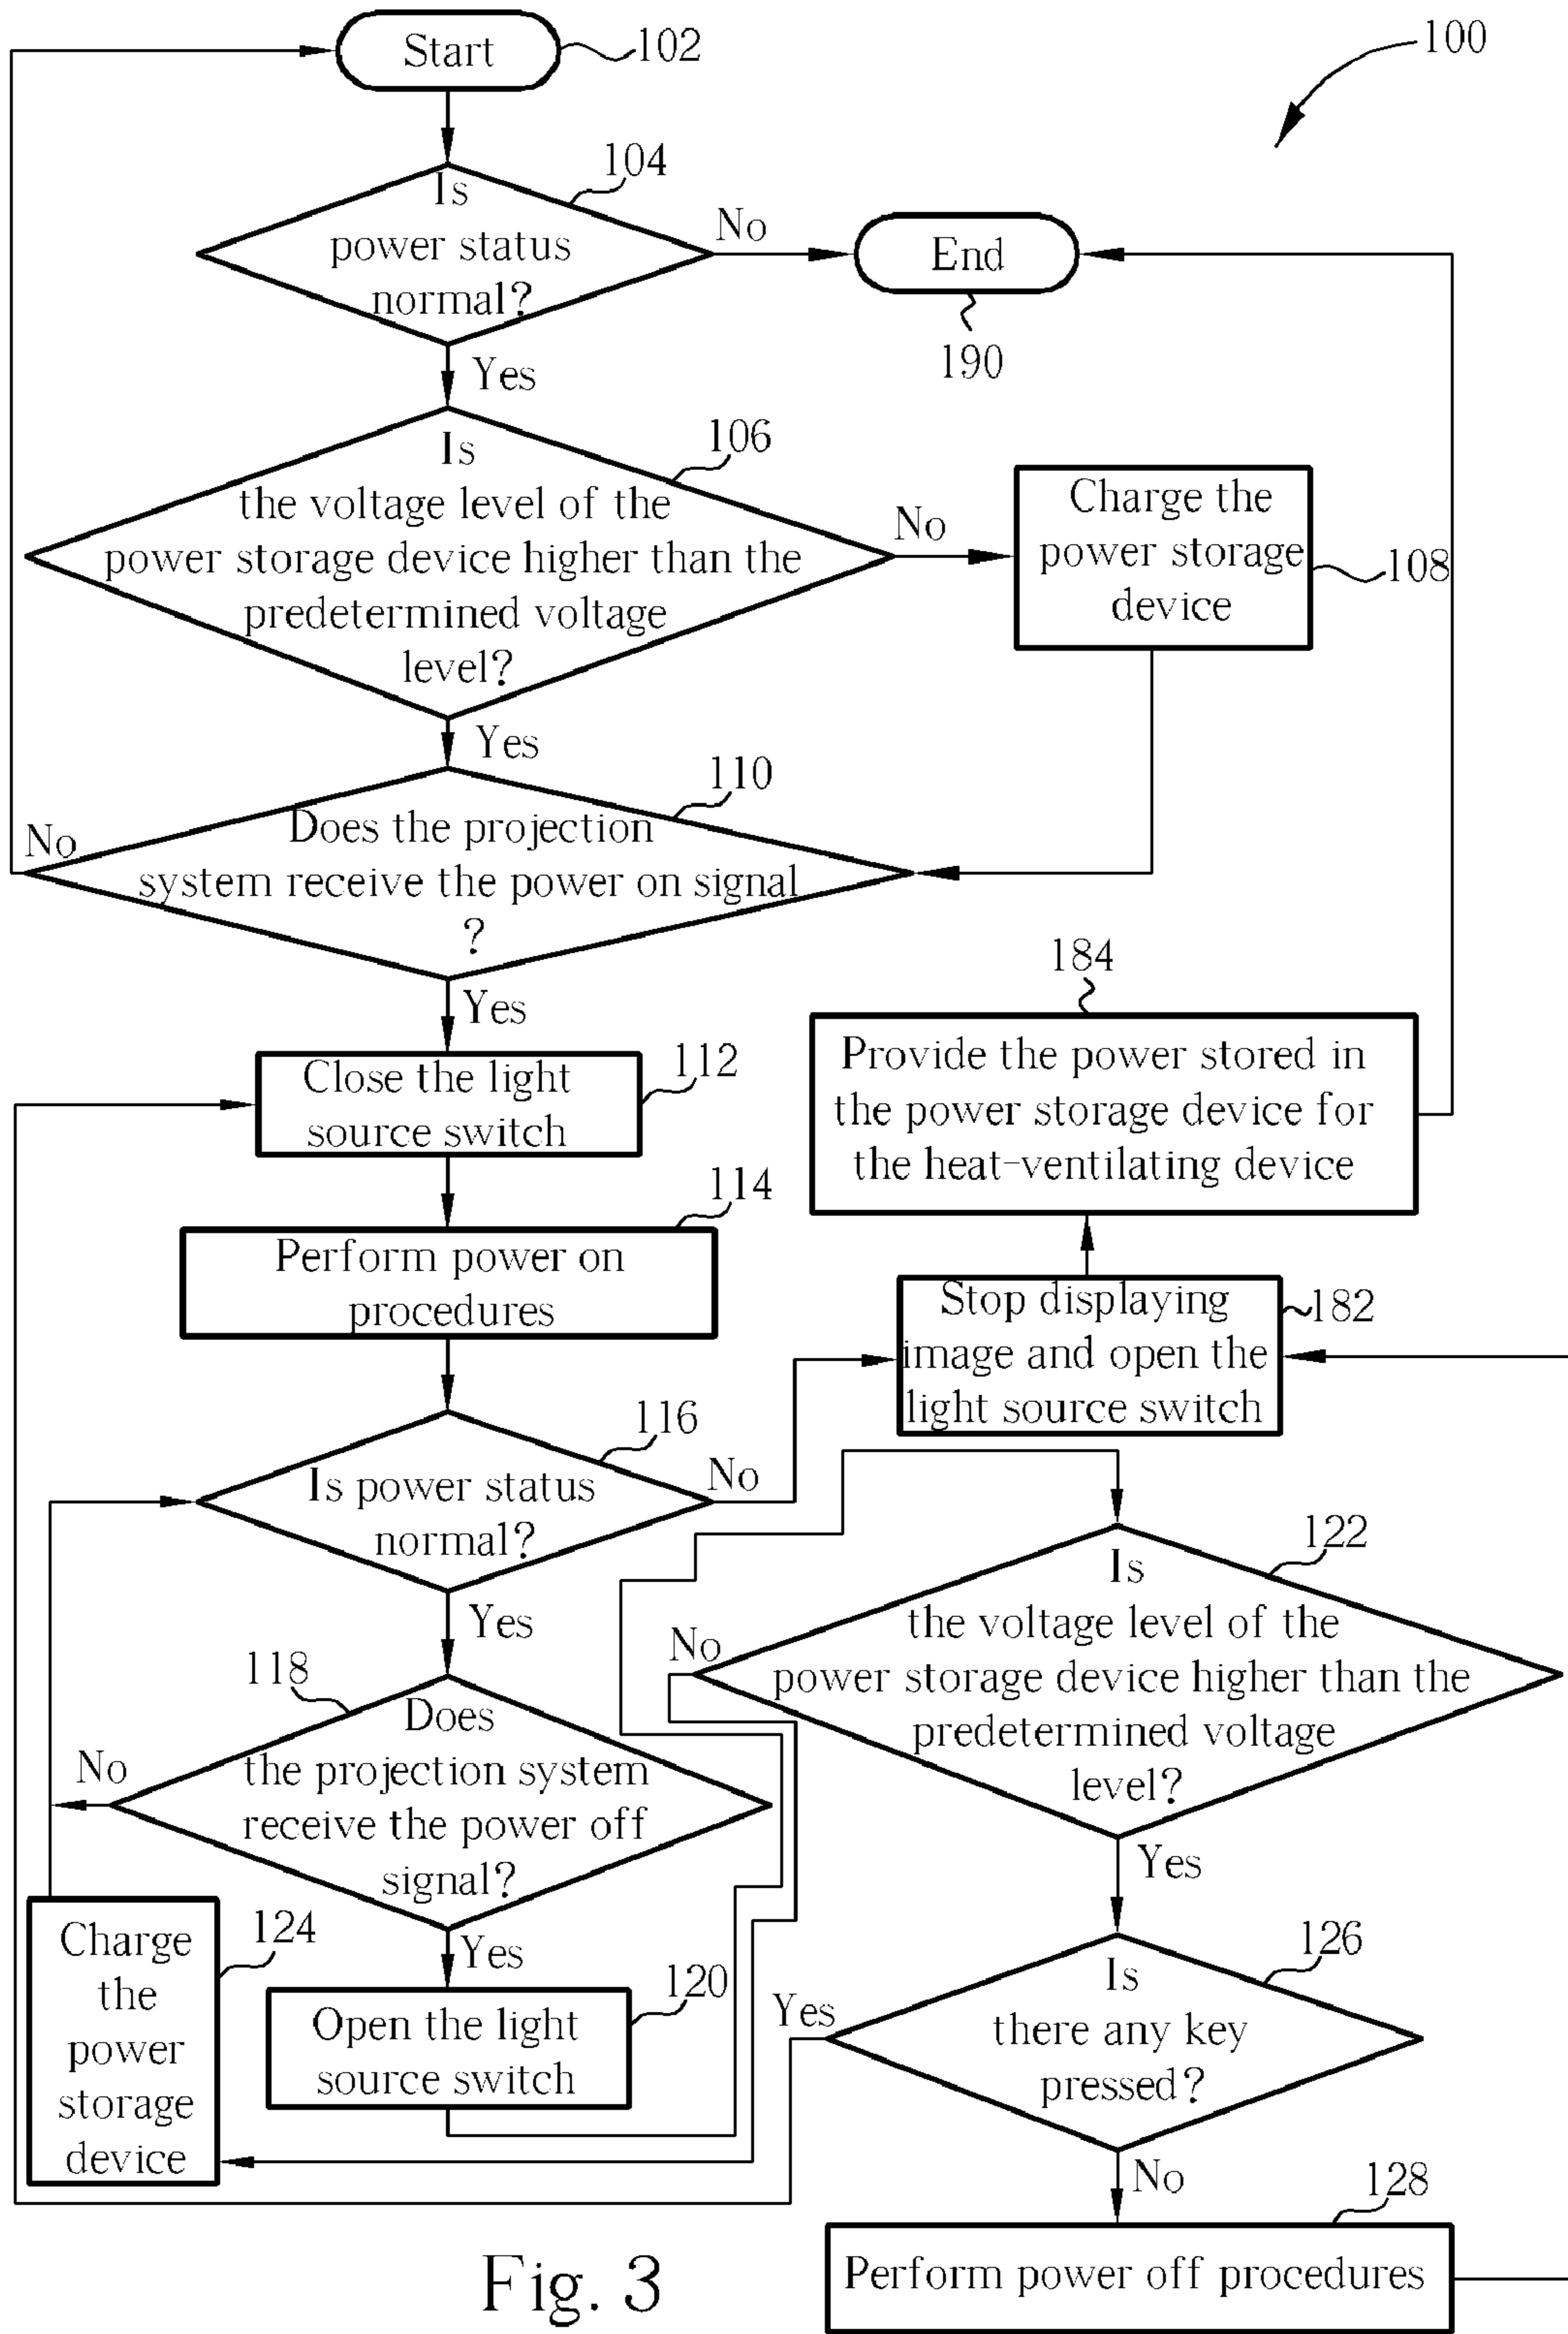 Start
102
100
104
Is
power status
normal?
No
End
190
Yes
106
Is
the voltage level of the
power storage device higher than the
predetermined voltage
level?
No
Charge the
power storage
device
108
Yes
110
Does the projection
system receive the power on signal
?
No
Yes
184
Provide the power stored in
the power storage device for
the heat-ventilating device
Close the light
source switch
112
114
Perform power on
procedures
Stop displaying
image and open the
light source switch
182
116
Is power status
normal?
No
Yes
122
Is
the voltage level of the
power storage device higher than the
predetermined voltage
level?
No
Yes
118
Does
the projection system
receive the power off
signal?
No
Yes
Charge
the
power
storage
device
124
120
Open the light
source switch
126
Is
there any key
pressed?
Yes
No
128
Perform power off procedures
Fig. 3